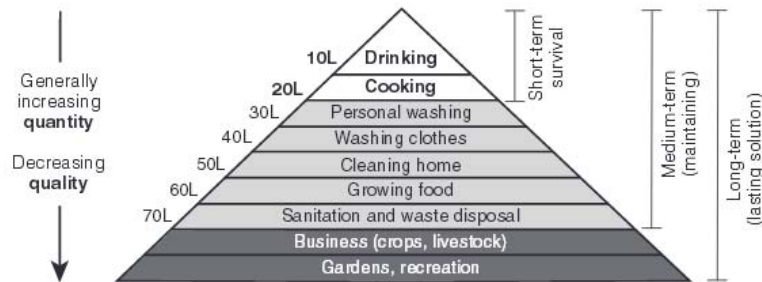 Generally
increasing
quantity
Decreasing
quality
10L
Drinking
20L
Cooking
30L
Personal washing
40L
Washing clothes
50L
Cleaning home
60L
Growing food
70L
Sanitation and waste disposal
Business (crops, livestock)
Gardens, recreation
Short-term
survival
Medium-term
(maintaining)
Long-term
(lasting solution)